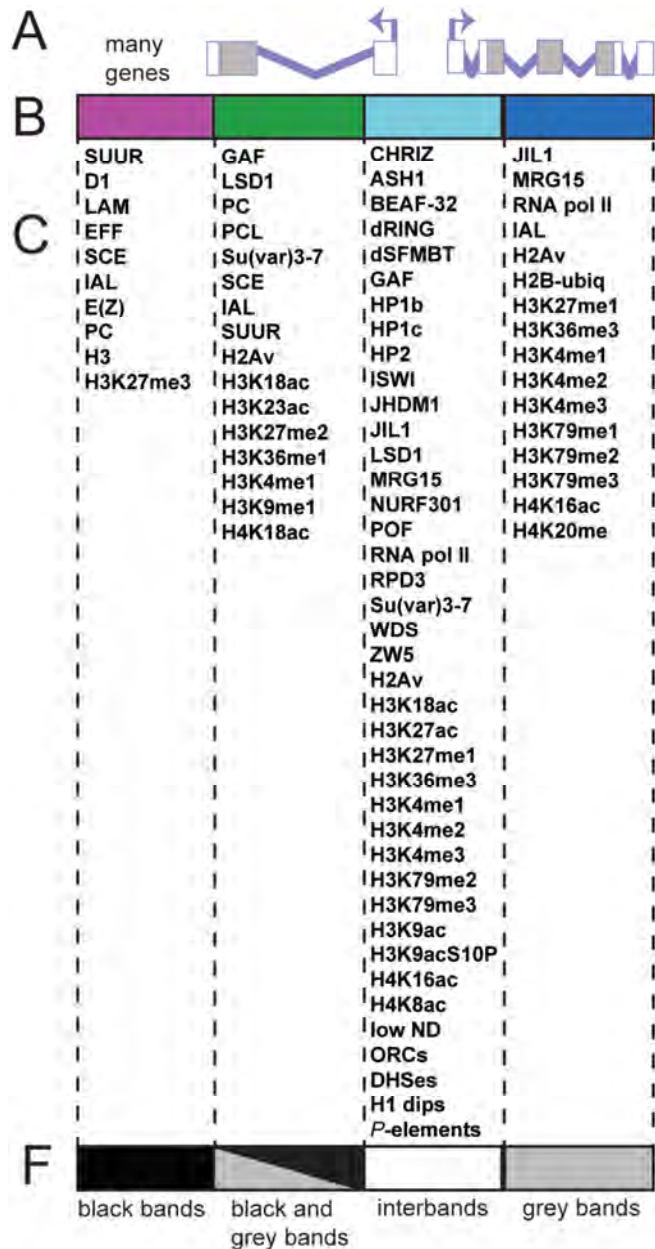 A
many
genes
B
C
SUUR
D1
LAM
EFF
SCE
IAL
E(Z)
PC
H3
H3K27me3
GAF
LSD1
PC
PCL
Su(var)3-7
SCE
IAL
SUUR
H2Av
H3K18ac
H3K23ac
H3K27me2
H3K36me1
H3K4me1
H3K9me1
H4K18ac
CHRIZ
ASH1
BEAF-32
dRING
dSFMBT
GAF
HP1b
HP1c
HP2
ISWI
JHDM1
JIL1
LSD1
MRG15
NURF301
POF
RNA pol II
RPD3
Su(var)3-7
WDS
ZW5
H2Av
H3K18ac
H3K27ac
H3K27me1
H3K36me3
H3K4me1
H3K4me2
H3K4me3
H3K79me2
H3K79me3
H3K9ac
H3K9acS10P
H4K16ac
H4K8ac
low ND
ORCs
DHSes
H1 dips
P-elements
JIL1
MRG15
RNA pol II
IAL
H2Av
H2B-ubiq
H3K27me1
H3K36me3
H3K4me1
H3K4me2
H3K4me3
H3K79me1
H3K79me2
H3K79me3
H4K16ac
H4K20me
F
black bands
black and
grey bands
interbands
grey bands